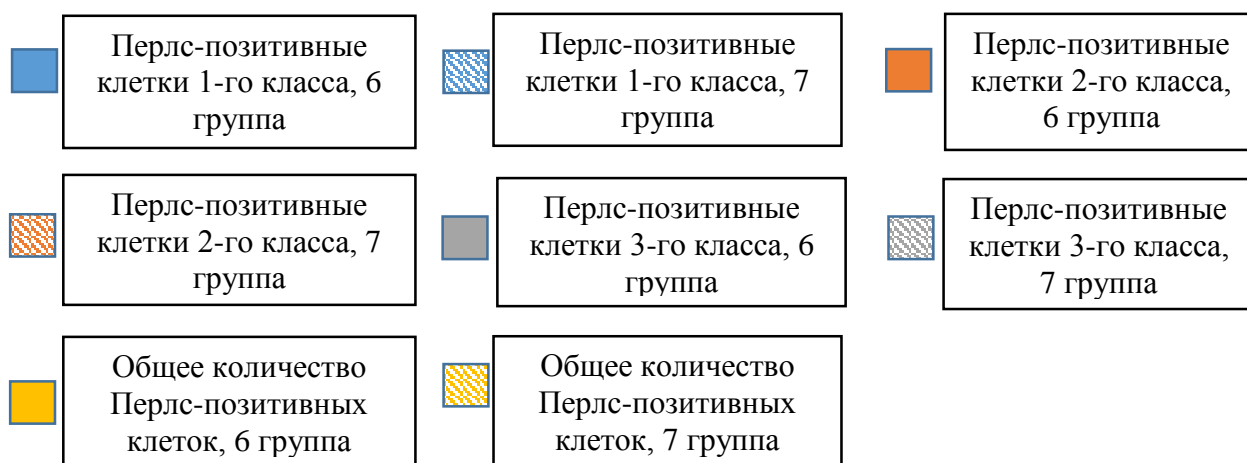 Перлс-позитивные
клетки 1-го класса, 6
группа
Перлс-позитивные
клетки 1-го класса, 7
группа
Перлс-позитивные
клетки 2-го класса,
6 группа
Перлс-позитивные
клетки 2-го класса, 7
группа
Перлс-позитивные
клетки 3-го класса, 6
группа
Перлс-позитивные
клетки 3-го класса,
7 группа
Общее количество
Перлс-позитивных
клеток, 6 группа
Общее количество
Перлс-позитивных
клеток, 7 группа